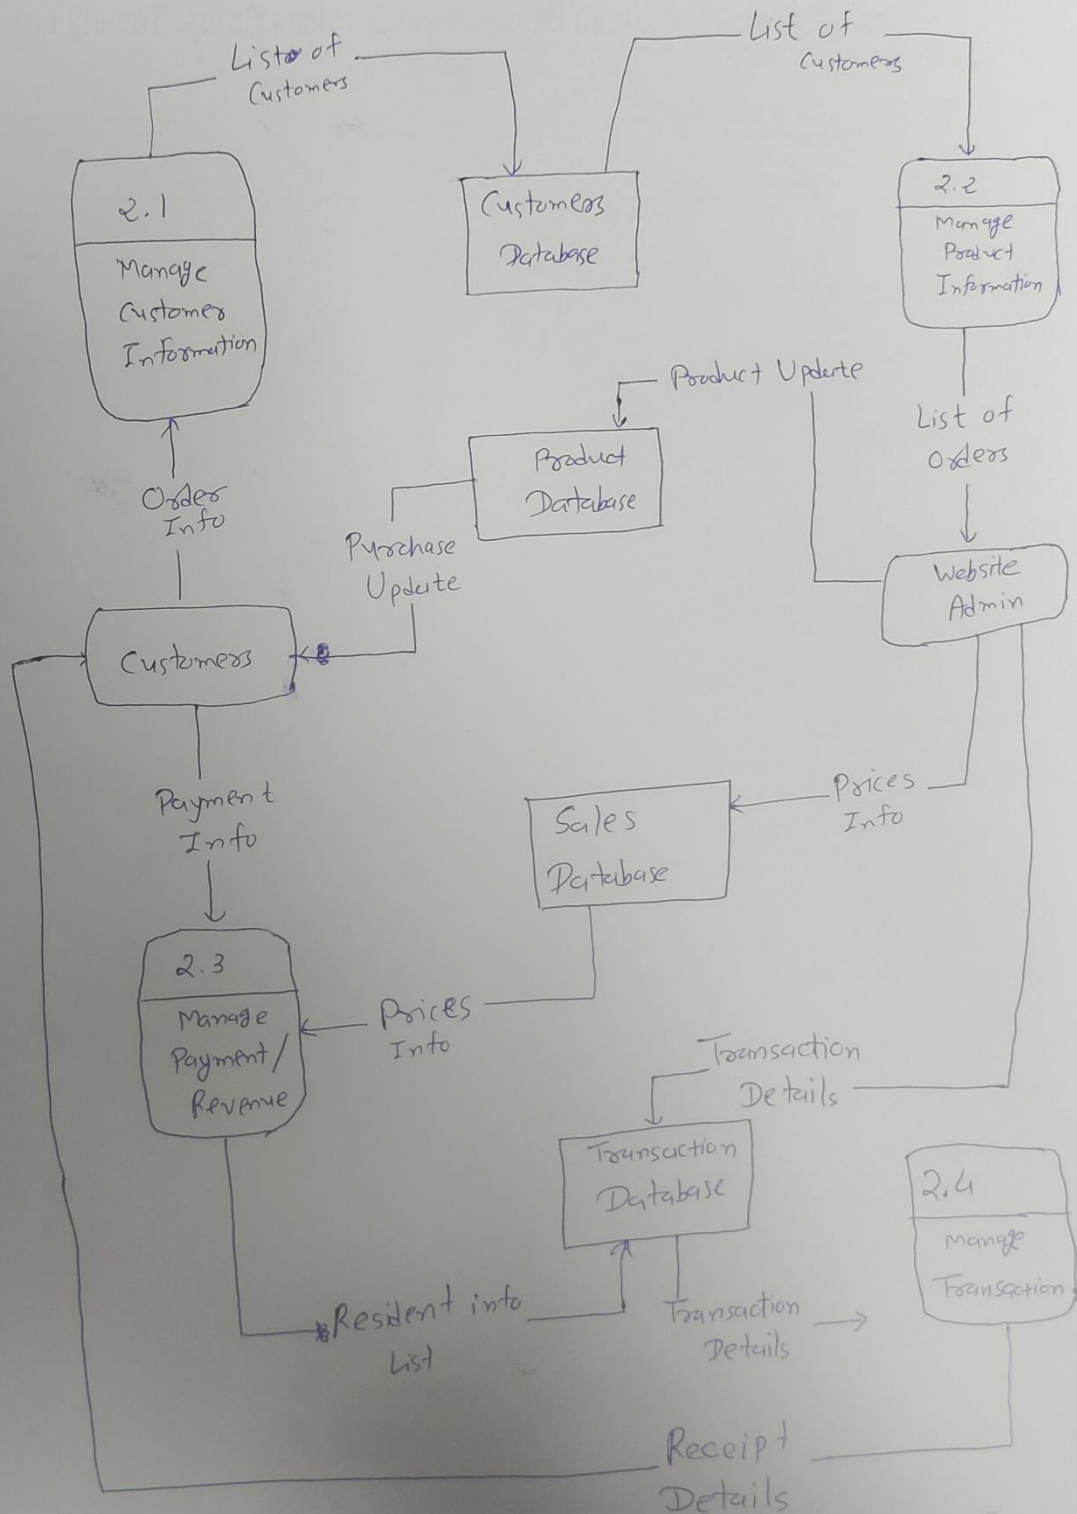 List of
Customers
List of
Customers
2.1
Manage
Customer
Information
Customers
Database
2.2
Manage
Product
Information
Product Update
List of
Orders
Product
Database
Order
Info
Purchase
Update
Website
Admin
Customers
Payment
Info
Sales
Database
Prices
Info
2.3
Manage
Payment/
Revenue
Prices
Info
Transaction
Details
Transaction
Database
2.4
Manage
Transaction
Resident info
List
Transaction
Details
Receipt
Details